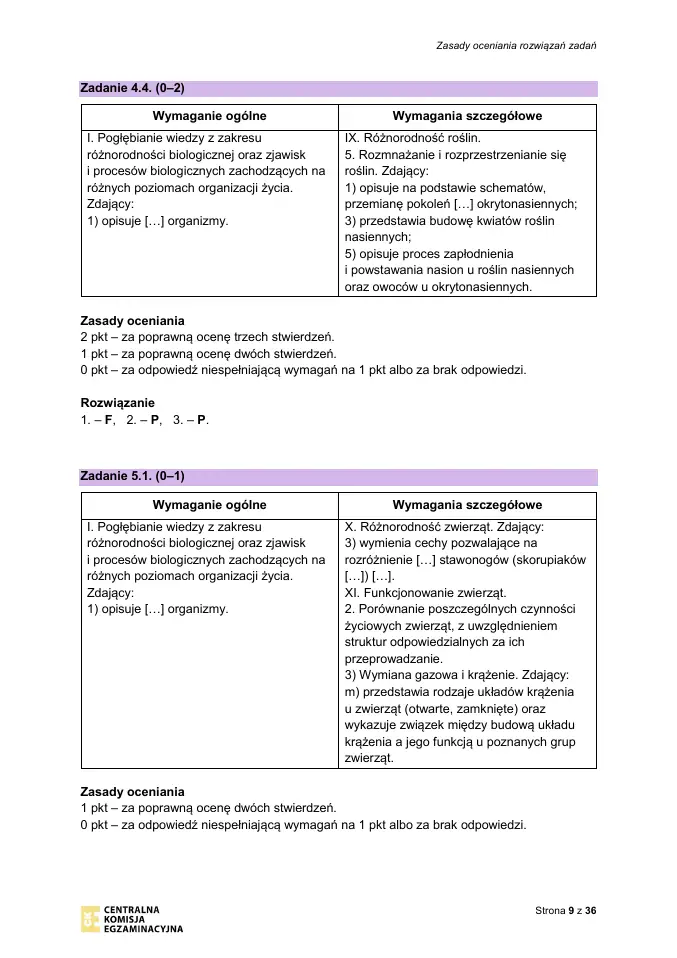 Zasady oceniania rozwiązań zadań
Zadanie 4.4. (0–2)
Wymaganie ogólne
Wymagania szczegółowe
I. Pogłębianie wiedzy z zakresu
różnorodności biologicznej oraz zjawisk
i procesów biologicznych zachodzących na
różnych poziomach organizacji życia.
Zdający:
1) opisuje […] organizmy.
IX. Różnorodność roślin.
5. Rozmnażanie i rozprzestrzenianie się
roślin. Zdający:
1) opisuje na podstawie schematów,
przemianę pokoleń […] okrytonasiennych;
3) przedstawia budowę kwiatów roślin
nasiennych;
5) opisuje proces zapłodnienia
i powstawania nasion u roślin nasiennych
oraz owoców u okrytonasiennych.
Zasady oceniania
2 pkt – za poprawną ocenę trzech stwierdzeń.
1 pkt – za poprawną ocenę dwóch stwierdzeń.
0 pkt – za odpowiedź niespełniającą wymagań na 1 pkt albo za brak odpowiedzi.
Rozwiązanie
1. – F, 2. – P, 3. – P.
Zadanie 5.1. (0–1)
Wymaganie ogólne
Wymagania szczegółowe
I. Pogłębianie wiedzy z zakresu
różnorodności biologicznej oraz zjawisk
i procesów biologicznych zachodzących na
różnych poziomach organizacji życia.
Zdający:
1) opisuje […] organizmy.
X. Różnorodność zwierząt. Zdający:
3) wymienia cechy pozwalające na
rozróżnienie […] stawonogów (skorupiaków
[…]) […].
XI. Funkcjonowanie zwierząt.
2. Porównanie poszczególnych czynności
życiowych zwierząt, z uwzględnieniem
struktur odpowiedzialnych za ich
przeprowadzanie.
3) Wymiana gazowa i krążenie. Zdający:
m) przedstawia rodzaje układów krążenia
u zwierząt (otwarte, zamknięte) oraz
wykazuje związek między budową układu
krążenia a jego funkcją u poznanych grup
zwierząt.
Zasady oceniania
1 pkt – za poprawną ocenę dwóch stwierdzeń.
0 pkt – za odpowiedź niespełniającą wymagań na 1 pkt albo za brak odpowiedzi.
CENTRALNA
KOMISJA
EGZAMINACYJNA
Strona 9 z 36